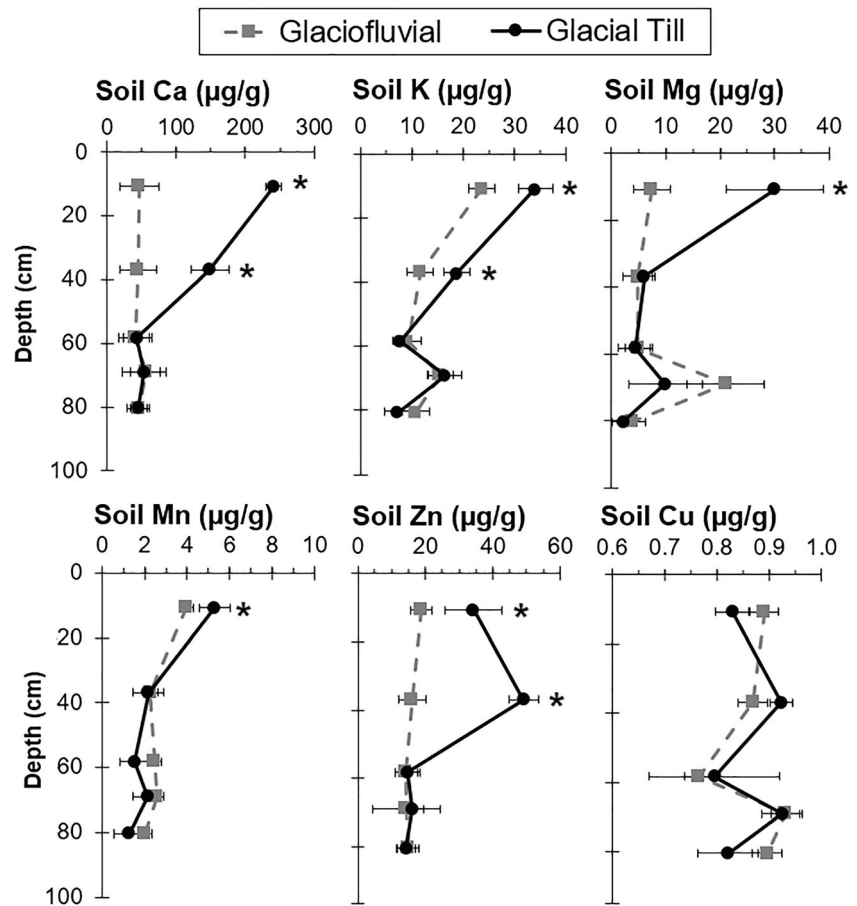 Glaciofluvial Glacial Till
Soil Ca (µg/g) Soil K (µg/g) Soil Mg (µg/g)
0 100 200 300 0 10 20 30 40 0 10 20 30 40
0
*
*
*
20
40
*
*
60
80
100
Depth (cm)
Soil Mn (µg/g) Soil Zn (µg/g) Soil Cu (µg/g)
0 2 4 6 8 10 0 20 40 60 0.6 0.7 0.8 0.9 1.0
0
*
*
20
40
*
60
80
100
Depth (cm)